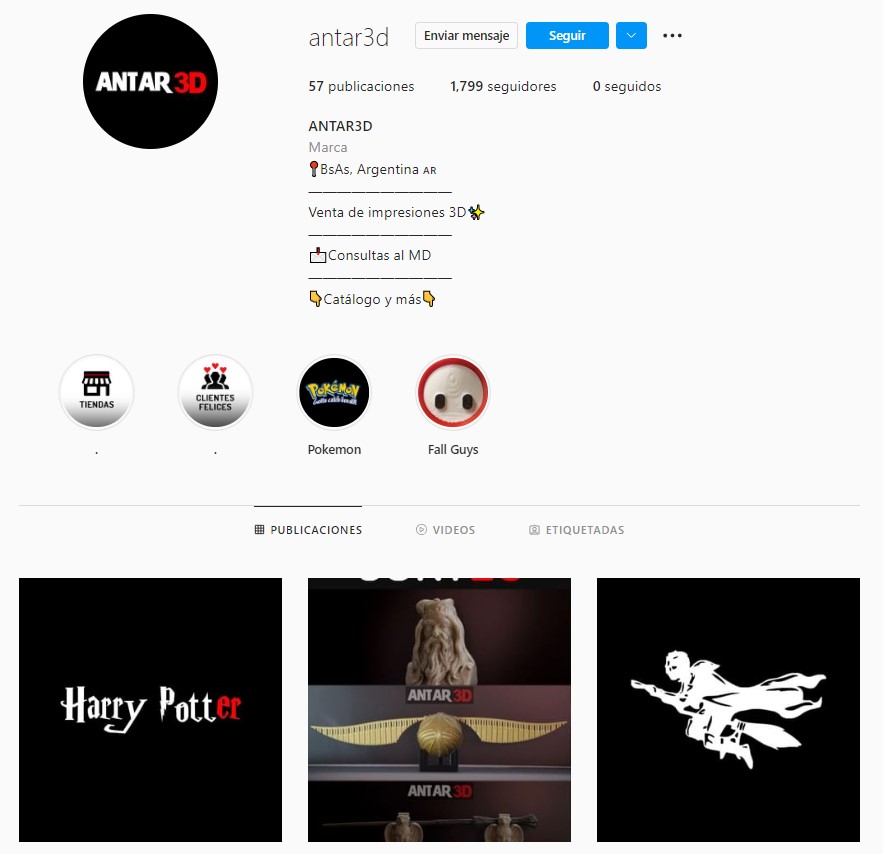 ANTAR3D
antar3d
Enviar mensaje
Seguir
57 publicaciones 1,799 seguidores 0 seguidos
ANTAR3D
Marca
BsAs, Argentina AR
Venta de impresiones 3D
Consultas al MD
Catálogo y más
TIENDAS
CLIENTES
FELICES
POKéMON
. . Pokemon Fall Guys
PUBLICACIONES VIDEOS ETIQUETADAS
Harry Potter
ANTAR3D
ANTAR3D